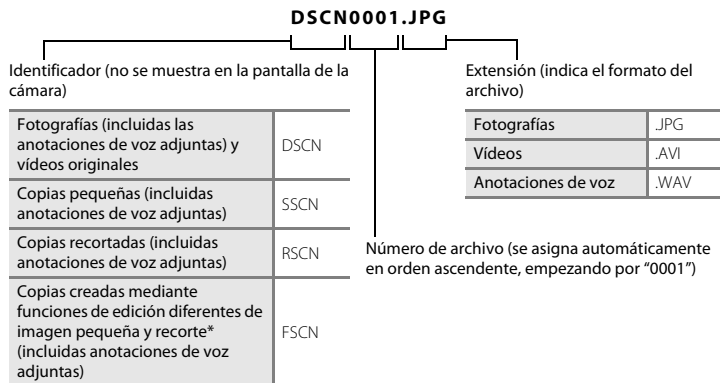 DSCN0001.JPG
Identificador (no se muestra en la pantalla de la
cámara)
Fotografías (incluidas las
anotaciones de voz adjuntas) y
vídeos originales
DSCN
Copias pequeñas (incluidas
anotaciones de voz adjuntas)
SSCN
Copias recortadas (incluidas
anotaciones de voz adjuntas)
RSCN
Copias creadas mediante
funciones de edición diferentes de
imagen pequeña y recorte*
(incluidas anotaciones de voz
adjuntas)
FSCN
Extensión (indica el formato del
archivo)
Fotografías .JPG
Vídeos .AVI
Anotaciones de voz .WAV
Número de archivo (se asigna automáticamente
en orden ascendente, empezando por “0001”)